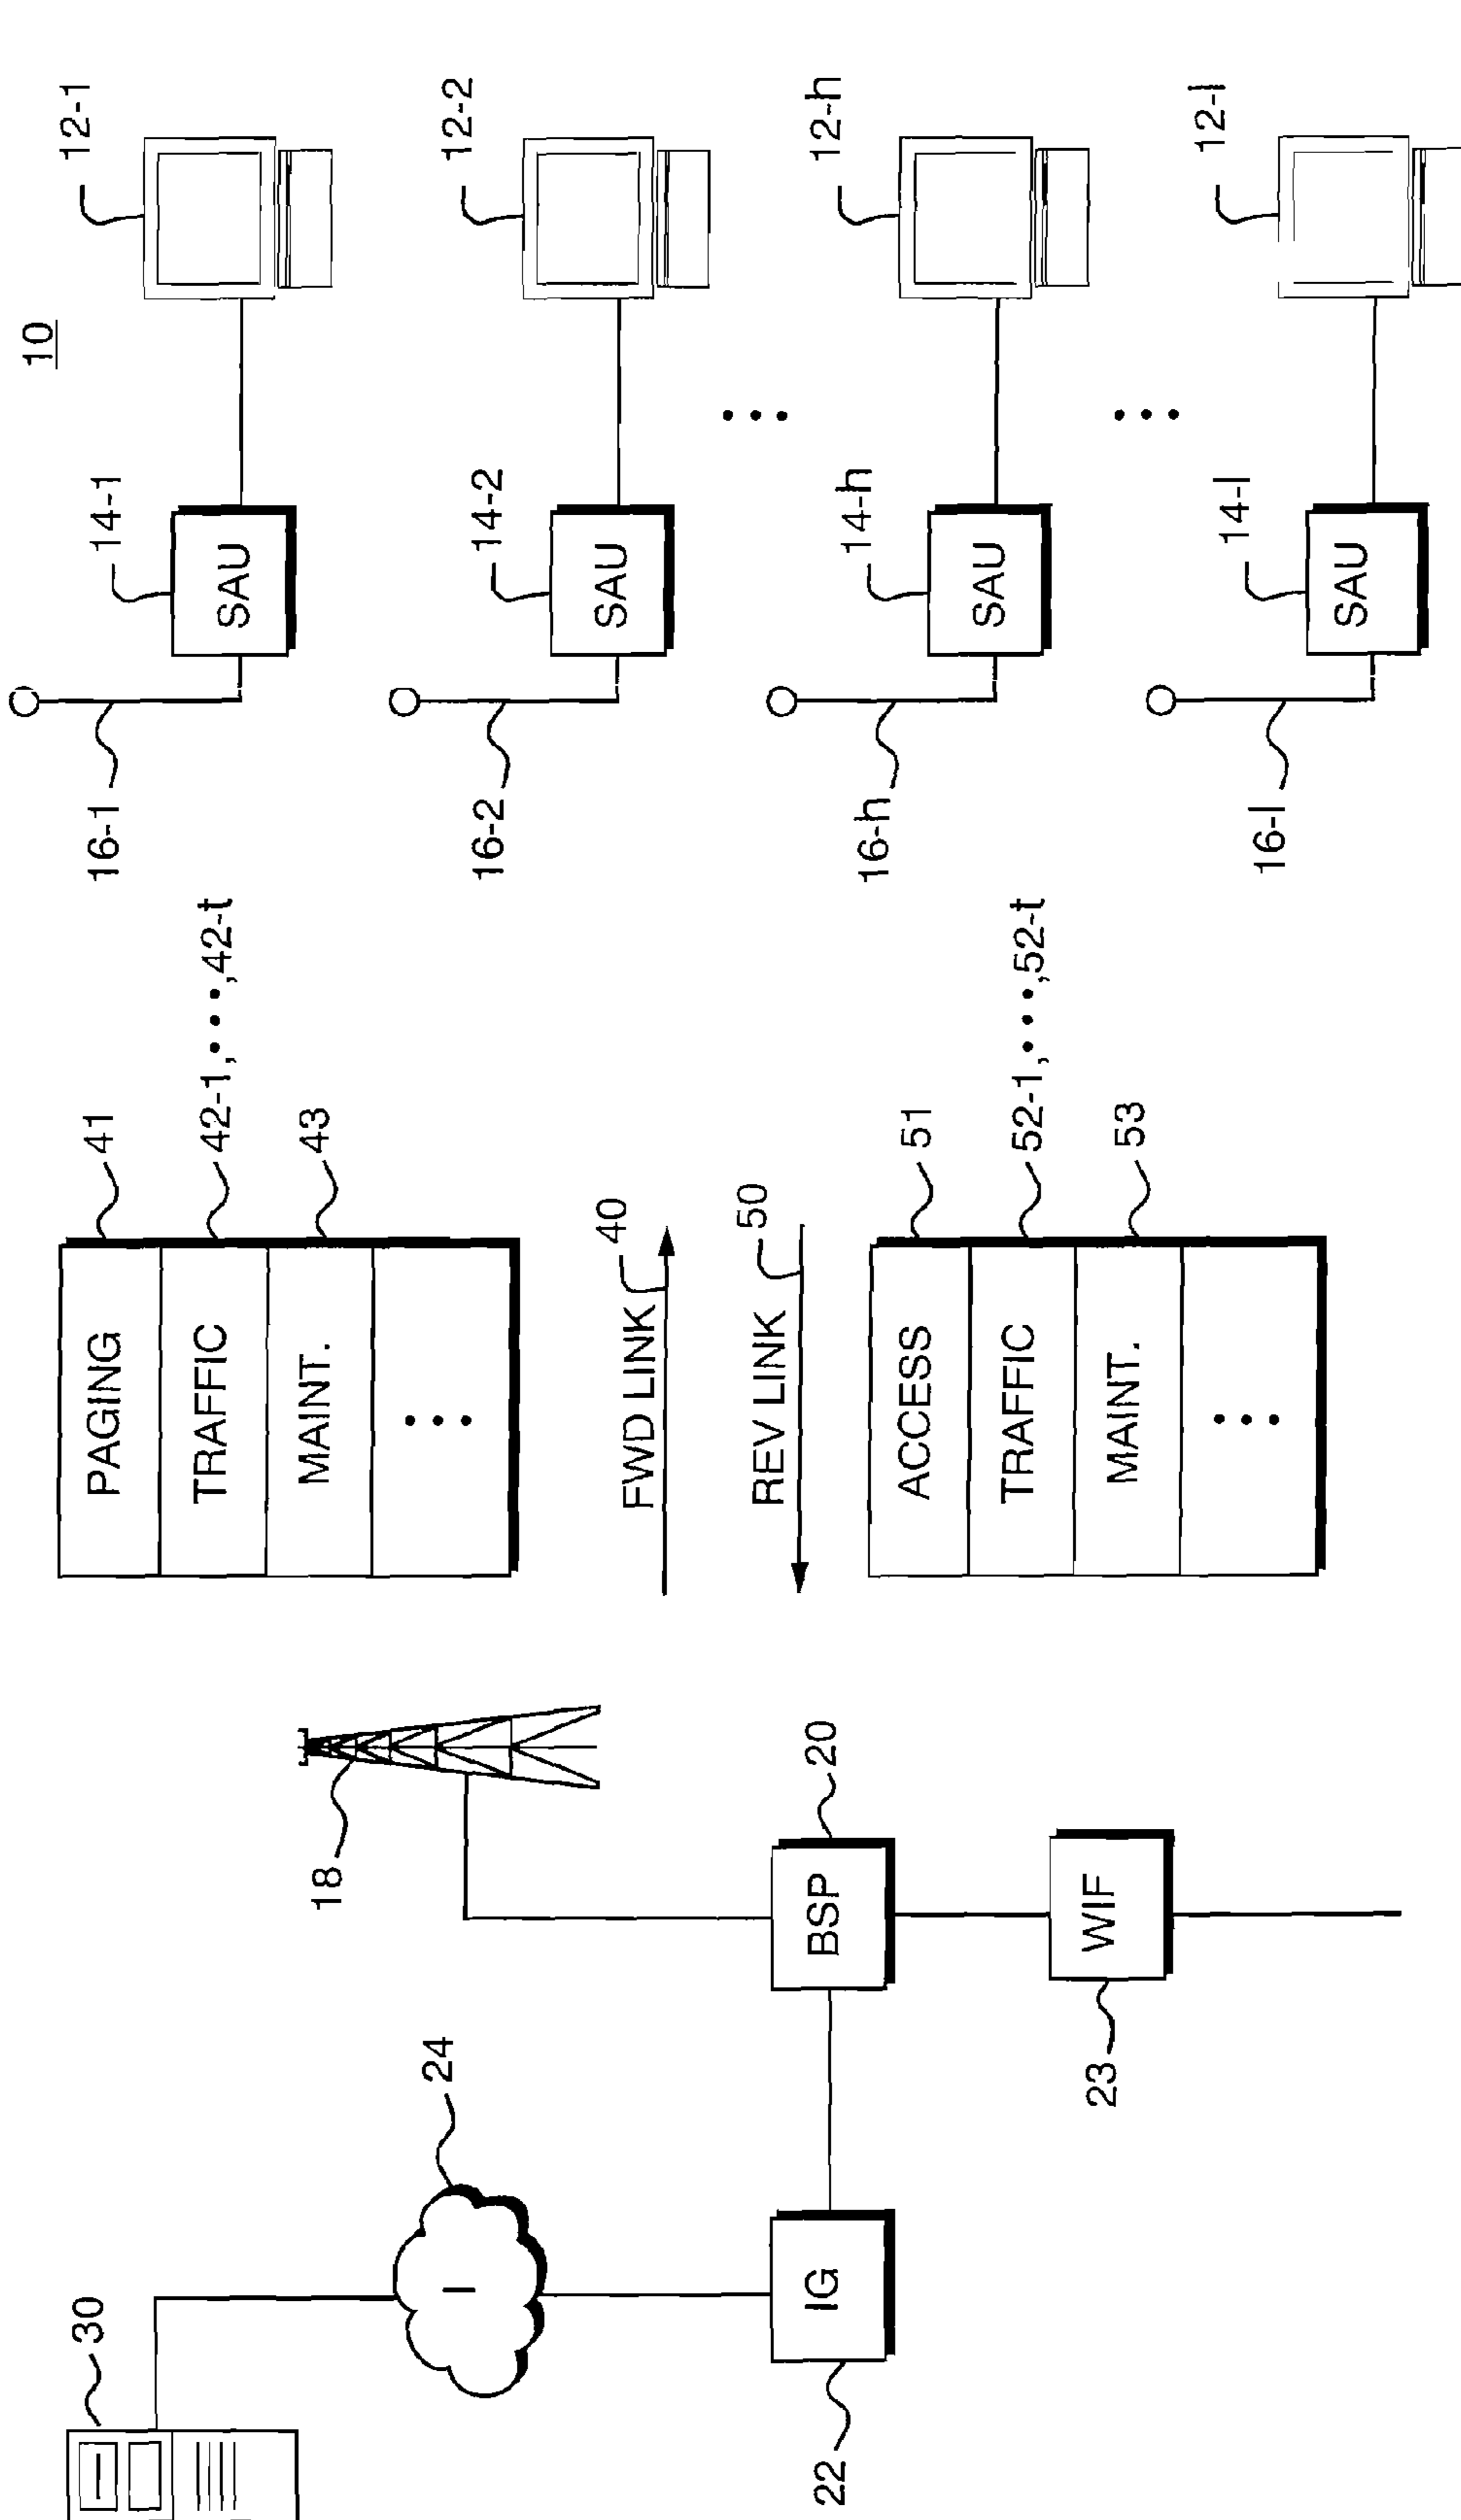 30
24
I
IG
22
18
BSP
20
WIF
23
PAGING
TRAFFIC
MAINT.
41
42-1, • • •,42-t
43
FWD LINK
40
REV LINK
50
ACCESS
TRAFFIC
MAINT.
51
52-1, • • •,52-t
53
10
16-1
14-1
SAU
12-1
16-2
14-2
SAU
12-2
16-h
14-h
SAU
12-h
16-l
14-l
SAU
12-l